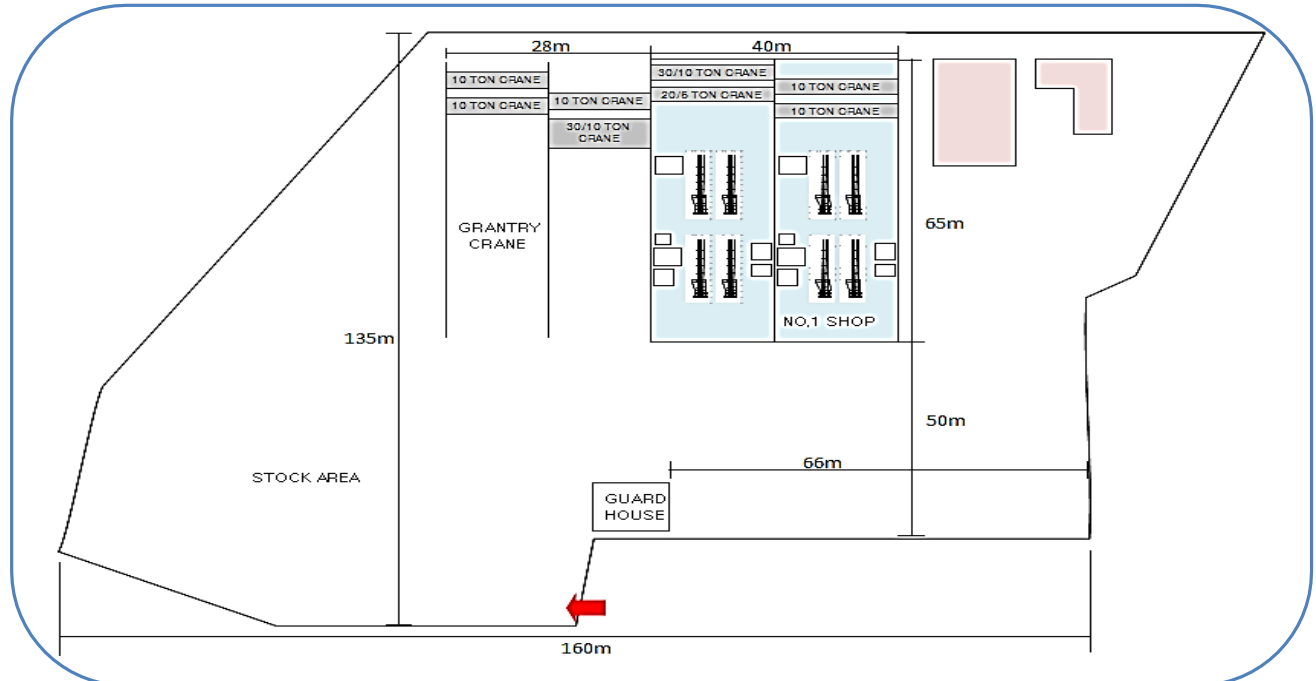 28m
40m
10 TON CRANE
10 TON CRANE
10 TON CRANE
30/10 TON
CRANE
30/10 TON CRANE
20/5 TON CRANE
10 TON CRANE
10 TON CRANE
GRANTRY
CRANE
65m
NO,1 SHOP
135m
50m
66m
STOCK AREA
GUARD
HOUSE
160m